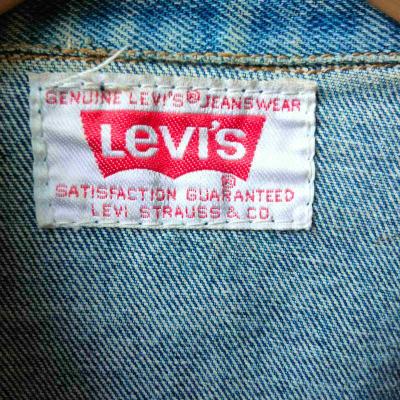 GENUINE LEVI'S® JEANSWEAR
LEVI'S
®
SATISFACTION GUARANTEED
LEVI STRAUSS & CO.